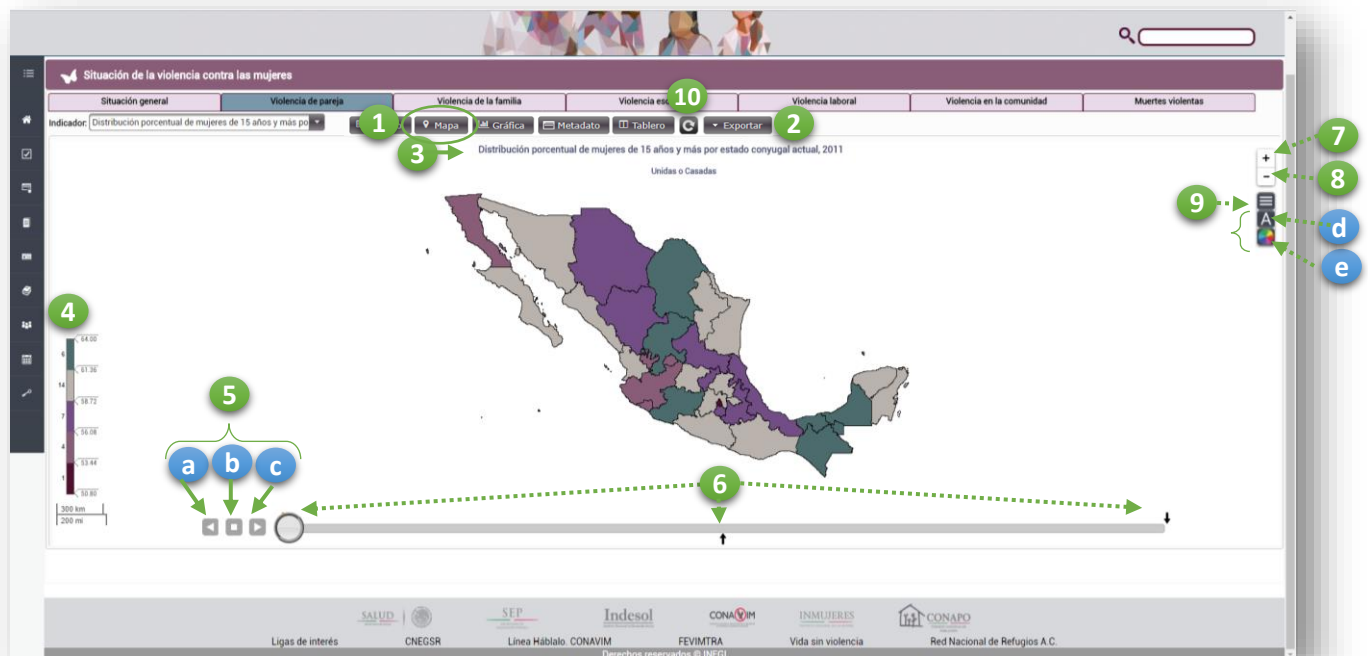 Situación de la violencia contra las mujeres
Situación general
Violencia de pareja
Violencia de la familia
Violencia esc
10
Violencia laboral
Violencia en la comunidad
Muertes violentas
Indicador:
Distribución porcentual de mujeres de 15 años y más po
1
Mapa
Gráfica
Metadato
Tablero
Exportar
2
3
Distribución porcentual de mujeres de 15 años y más por estado conyugal actual, 2011
Unidas o Casadas
+
7
-
8
9
A
d
e
4
64.00
6
61.36
14
58.72
7
56.08
4
53.44
1
50.80
5
a
b
c
6
300 km
200 mi
SALUD
SEP
Indesol
CONAVIM
INMUJERES
CONAPO
Ligas de interés
CNEGSR
Línea Háblalo. CONAVIM
FEVIMTRA
Vida sin violencia
Red Nacional de Refugios A.C.
Derechos reservados © INEGI